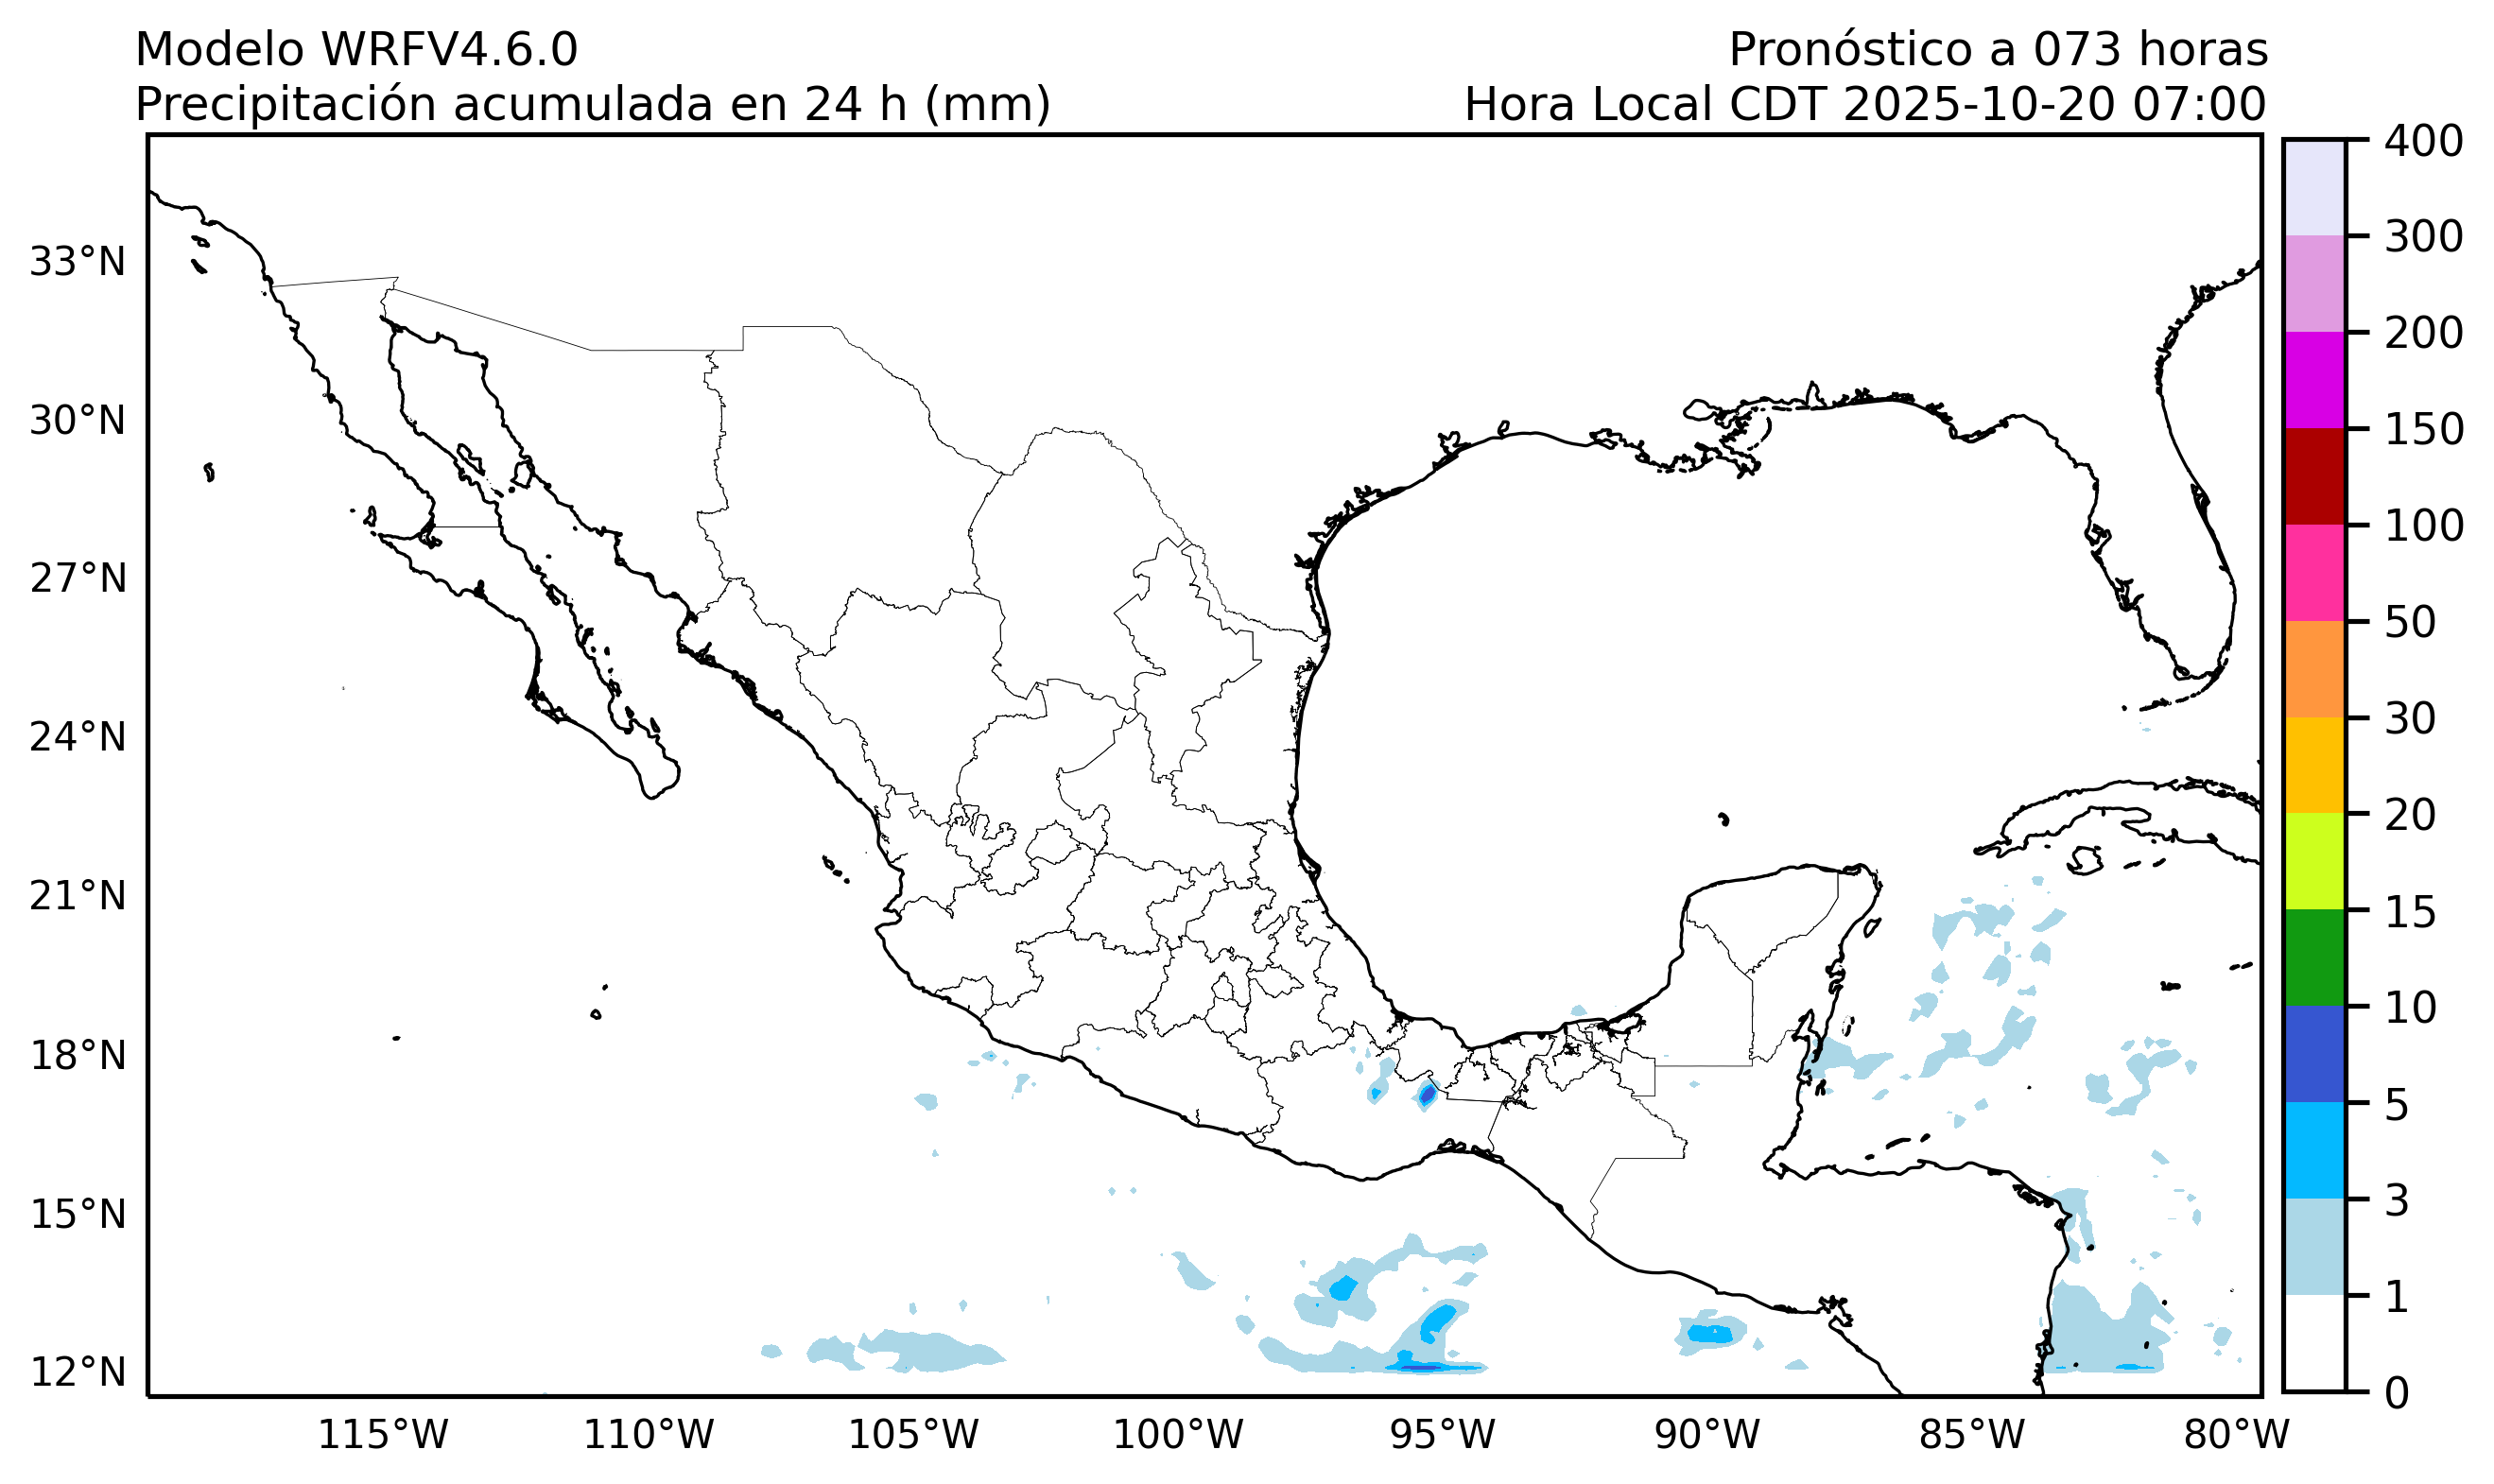 Modelo WRFV4.6.0
Pronóstico a 073 horas
Precipitación acumulada en 24 h (mm)
Hora Local CDT 2025-10-20 07:00
33°N
30°N
27°N
24°N
21°N
18°N
15°N
12°N
115°W
110°W
105°W
100°W
95°W
90°W
85°W
80°W
400
300
200
150
100
50
30
20
15
10
5
3
1
0